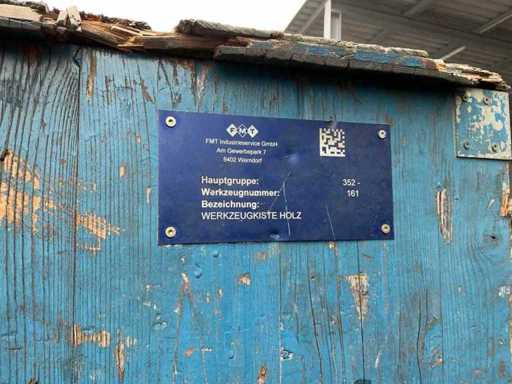 FMT
FMT Industrieservice GmbH
Am Gewerbepark 7
8402 Werndorf
Hauptgruppe: 352 -
Werkzeugnummer: 161
Bezeichnung:
WERKZEUGKISTE HOLZ